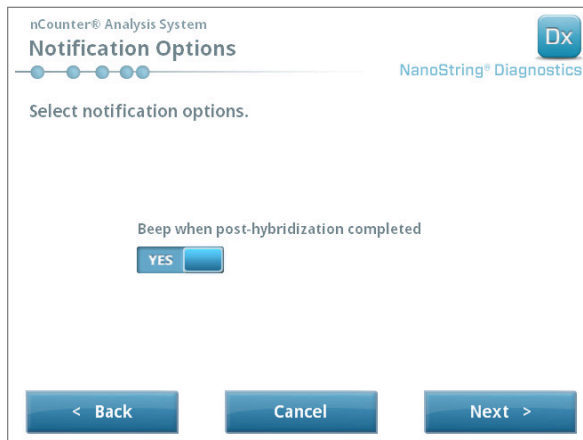 nCounter® Analysis System
Notification Options
Dx
NanoString® Diagnostics
Select notification options.
Beep when post-hybridization completed
YES
< Back
Cancel
Next >